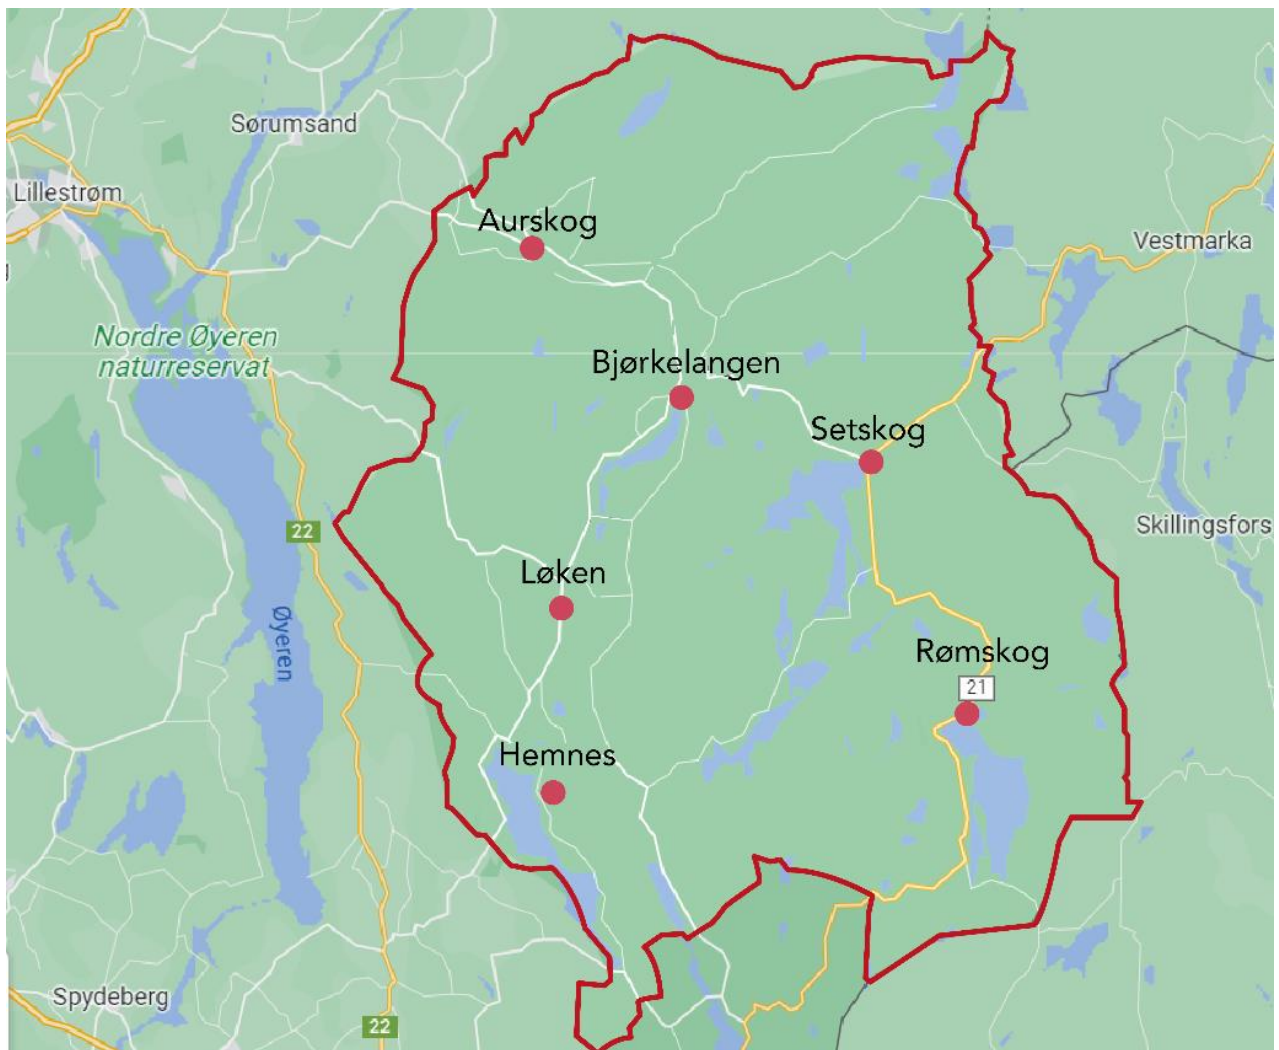 Sørumsand
Lillestrøm
Aurskog
Vestmarka
Nordre Øyeren
naturreservat
Bjørkelangen
Setskog
22
Skillingsfors
Løken
Øyeren
Rømskog
21
Hemnes
Spydeberg
22